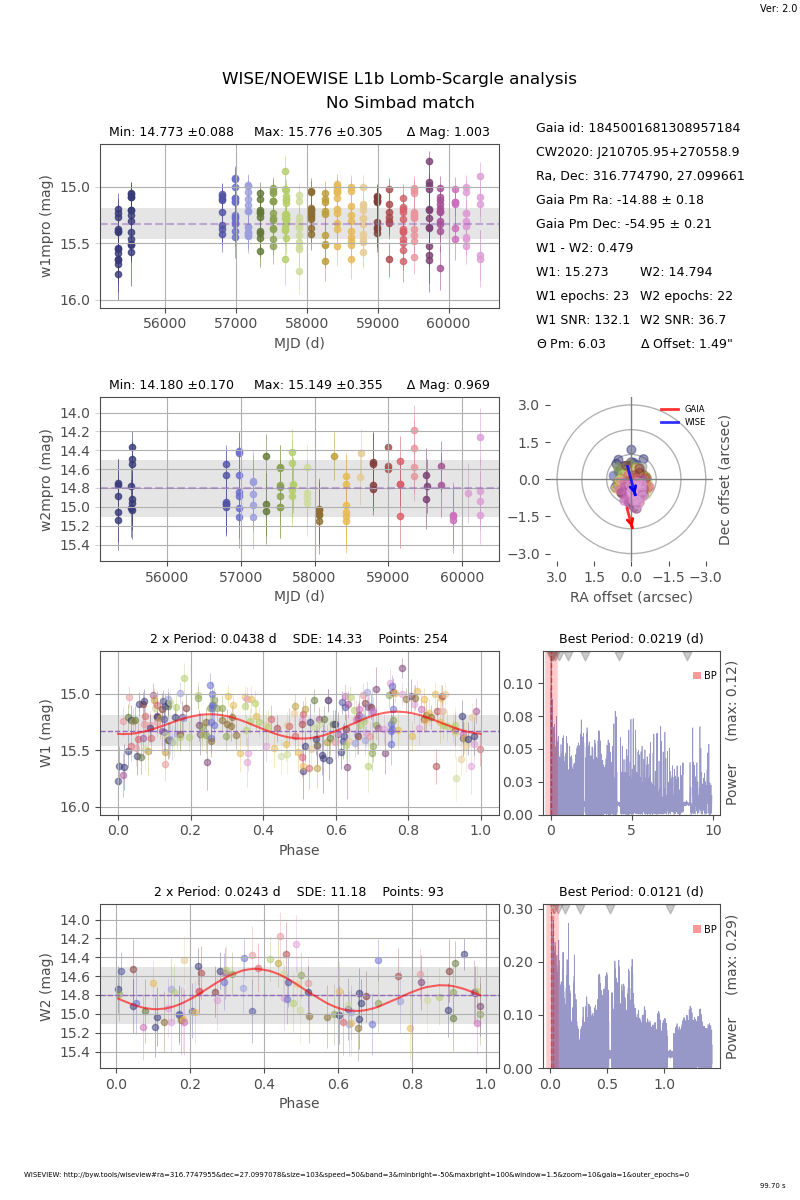 Ver: 2.0
WISE/NOEWISE L1b Lomb-Scargle analysis
No Simbad match
Min: 14.773 ±0.088 Max: 15.776 ±0.305 Δ Mag: 1.003
15.0
15.5
16.0
w1mpro (mag)
56000 57000 58000 59000 60000
MJD (d)
Gaia id: 1845001681308957184
CW2020: J210705.95+270558.9
Ra, Dec: 316.774790, 27.099661
Gaia Pm Ra: -14.88 ± 0.18
Gaia Pm Dec: -54.95 ± 0.21
W1 - W2: 0.479
W1: 15.273 W2: 14.794
W1 epochs: 23 W2 epochs: 22
W1 SNR: 132.1 W2 SNR: 36.7
Θ Pm: 6.03 Δ Offset: 1.49"
Min: 14.180 ±0.170 Max: 15.149 ±0.355 Δ Mag: 0.969
14.0
14.2
14.4
14.6
14.8
15.0
15.2
15.4
w2mpro (mag)
56000 57000 58000 59000 60000
MJD (d)
GAIA
WISE
3.0
1.5
0.0
−1.5
−3.0
3.0 1.5 0.0 −1.5 −3.0
RA offset (arcsec)
Dec offset (arcsec)
2 x Period: 0.0438 d SDE: 14.33 Points: 254
15.0
15.5
16.0
W1 (mag)
0.0 0.2 0.4 0.6 0.8 1.0
Phase
Best Period: 0.0219 (d)
BP
0.10
0.08
0.05
0.03
0.00
0 5 10
Power (max: 0.12)
2 x Period: 0.0243 d SDE: 11.18 Points: 93
14.0
14.2
14.4
14.6
14.8
15.0
15.2
15.4
W2 (mag)
0.0 0.2 0.4 0.6 0.8 1.0
Phase
Best Period: 0.0121 (d)
BP
0.30
0.20
0.10
0.00
0.0 0.5 1.0
Power (max: 0.29)
WISEVIEW: http://byw.tools/wiseview#ra=316.7747955&dec=27.0997078&size=103&speed=50&band=3&minbright=-50&maxbright=100&window=1.5&zoom=10&gaia=1&outer_epochs=0
99.70 s